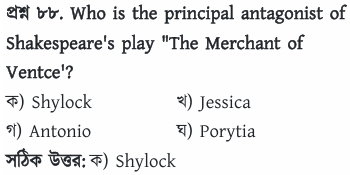 প্রশ্ন ৮৮. Who is the principal antagonist of
Shakespeare's play "The Merchant of
Ventce'?
ক) Shylock খ) Jessica
গ) Antonio ঘ) Porytia
সঠিক উত্তর: ক) Shylock